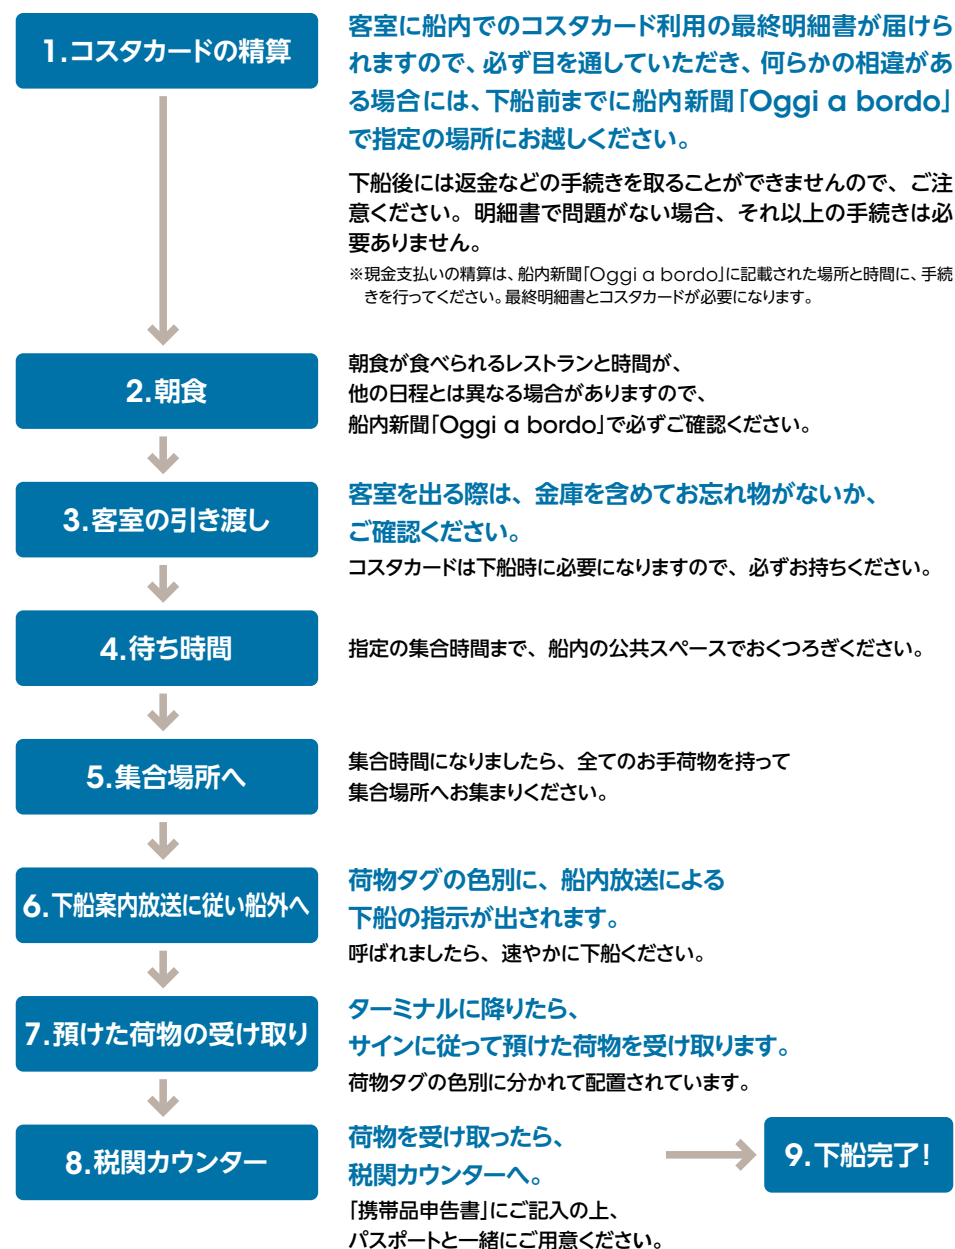 1.コスタカードの精算
客室に船内でのコスタカード利用の最終明細書が届けら
れますので、必ず目を通していただき、何らかの相違があ
る場合には、下船前までに船内新聞「Oggi a bordo」
で指定の場所にお越しください。
下船後には返金などの手続きを取ることができませんので、ご注
意ください。明細書で問題がない場合、それ以上の手続きは必
要ありません。
※現金支払いの精算は、船内新聞「Oggi a bordo」に記載された場所と時間に、手続
きを行ってください。最終明細書とコスタカードが必要になります。
2.朝食
朝食が食べられるレストランと時間が、
他の日程とは異なる場合がありますので、
船内新聞「Oggi a bordo」で必ずご確認ください。
3.客室の引き渡し
客室を出る際は、金庫を含めてお忘れ物がないか、
ご確認ください。
コスタカードは下船時に必要になりますので、必ずお持ちください。
4.待ち時間
指定の集合時間まで、船内の公共スペースでおくつろぎください。
5.集合場所へ
集合時間になりましたら、全てのお手荷物を持って
集合場所へお集まりください。
6.下船案内放送に従い船外へ
荷物タグの色別に、船内放送による
下船の指示が出されます。
呼ばれましたら、速やかに下船ください。
7.預けた荷物の受け取り
ターミナルに降りたら、
サインに従って預けた荷物を受け取ります。
荷物タグの色別に分かれて配置されています。
8.税関カウンター
荷物を受け取ったら、
税関カウンターへ。
「携帯品申告書」にご記入の上、
パスポートと一緒にご用意ください。
9.下船完了!